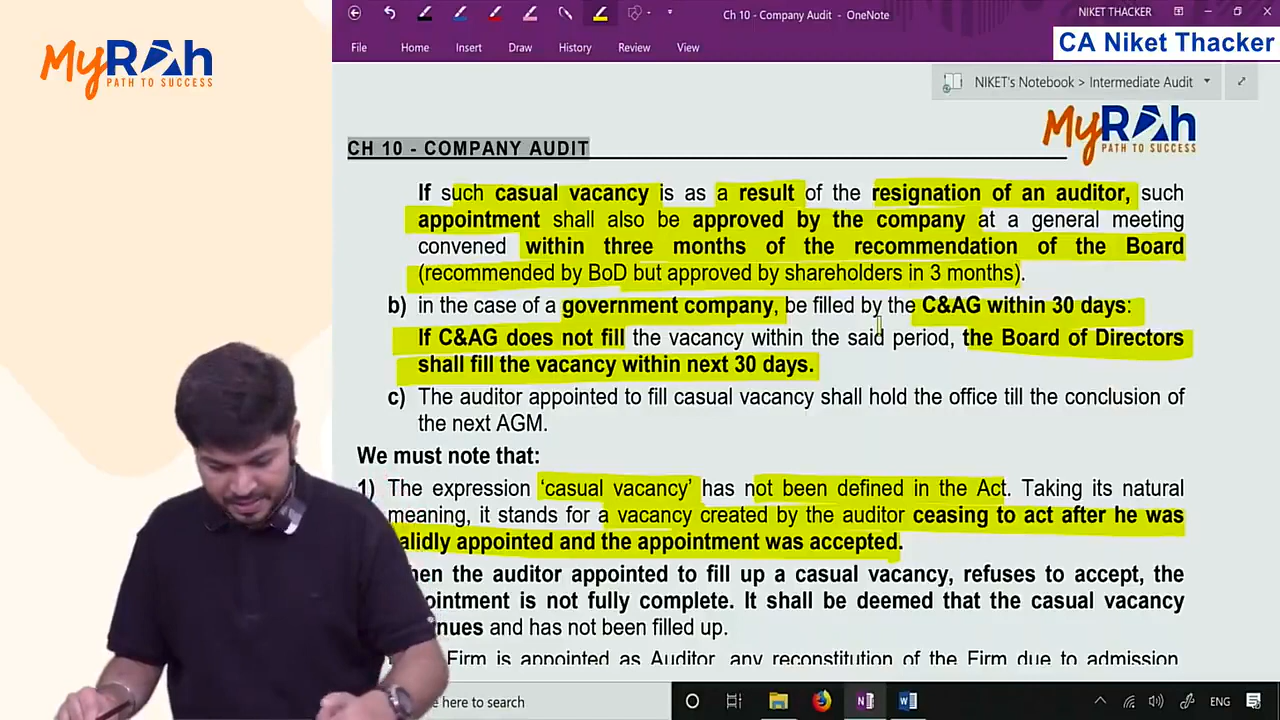 MyRAh
PATH TO SUCCESS
Ch 10 - Company Audit - OneNote
NIKET THACKER
File Home Insert Draw History Review View
CA Niket Thacker
NIKET's Notebook > Intermediate Audit
MyRAh
PATH TO SUCCESS
CH 10 - COMPANY AUDIT
If such casual vacancy is as a result of the resignation of an auditor, such
appointment shall also be approved by the company at a general meeting
convened within three months of the recommendation of the Board
(recommended by BoD but approved by shareholders in 3 months).
b) in the case of a government company, be filled by the C&AG within 30 days:
If C&AG does not fill the vacancy within the said period, the Board of Directors
shall fill the vacancy within next 30 days.
c) The auditor appointed to fill casual vacancy shall hold the office till the conclusion of
the next AGM.
We must note that:
1) The expression 'casual vacancy' has not been defined in the Act. Taking its natural
meaning, it stands for a vacancy created by the auditor ceasing to act after he was
alidly appointed and the appointment was accepted.
en the auditor appointed to fill up a casual vacancy, refuses to accept, the
ointment is not fully complete. It shall be deemed that the casual vacancy
nues and has not been filled up.
Firm is appointed as Auditor, any reconstitution of the Firm due to admission,
here to search
ENG